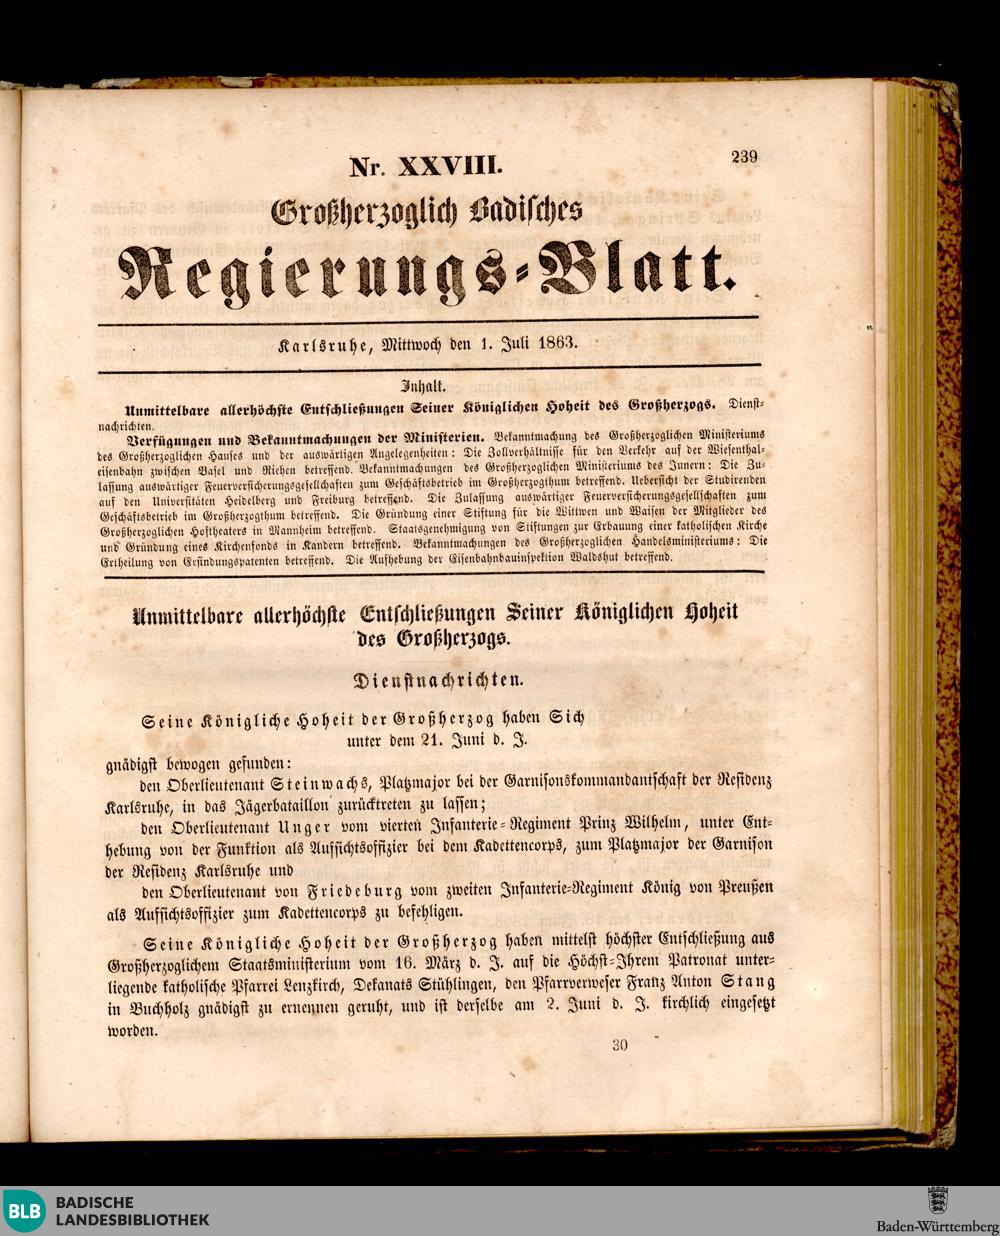 239
Nr. XXVIII.
Großherzoglich Badisches
Regierungs-Blatt.
Karlsruhe, Mittwoch den 1. Juli 1863.
Inhalt.
Unmittelbare allerhöchste Entschließungen Seiner Königlichen Hoheit des Großherzogs. Dienst-
nachrichten.
Verfügungen und Bekanntmachungen der Ministerien. Bekanntmachung des Großherzoglichen Ministeriums
des Großherzoglichen Hauses und der auswärtigen Angelegenheiten: Die Zollverhältnisse für den Verkehr auf der Wiesenthal-
eisenbahn zwischen Basel und Riehen betreffend. Bekanntmachungen des Großherzoglichen Ministeriums des Innern: Die Zu-
lassung auswärtiger Feuerversicherungsgesellschaften zum Geschäftsbetrieb im Großherzogthum betreffend. Uebersicht der Studirenden
auf den Universitäten Heidelberg und Freiburg betreffend. Die Zulassung auswärtiger Feuerversicherungsgesellschaften zum
Geschäftsbetrieb im Großherzogthum betreffend. Die Gründung einer Stiftung für die Wittwen und Waisen der Mitglieder des
Großherzoglichen Hoftheaters in Mannheim betreffend. Staatsgenehmigung von Stiftungen zur Erbauung einer katholischen Kirche
und Gründung eines Kirchenfonds in Kandern betreffend. Bekanntmachungen des Großherzoglichen Handelsministeriums: Die
Ertheilung von Erfindungspatenten betreffend. Die Aufhebung der Eisenbahnbauinspektion Waldshut betreffend.
Unmittelbare allerhöchste Entschließungen Seiner Königlichen Hoheit
des Großherzogs.
Dienstnachrichten.
Seine Königliche Hoheit der Großherzog haben Sich
unter dem 21. Juni d. J.
gnädigst bewogen gefunden:
den Oberlieutenant Steinwachs, Platzmajor bei der Garnisonskommandantschaft der Residenz
Karlsruhe, in das Jägerbataillon zurücktreten zu lassen;
den Oberlieutenant Unger vom vierten Infanterie-Regiment Prinz Wilhelm, unter Ent-
hebung von der Funktion als Aufsichtsoffizier bei dem Kadettencorps, zum Platzmajor der Garnison
der Residenz Karlsruhe und
den Oberlieutenant von Friedeburg vom zweiten Infanterie-Regiment König von Preußen
als Aufsichtsoffizier zum Kadettencorps zu befehligen.
Seine Königliche Hoheit der Großherzog haben mittelst höchster Entschließung aus
Großherzoglichem Staatsministerium vom 16. März d. J. auf die Höchst-Ihrem Patronat unter-
liegende katholische Pfarrei Lenzkirch, Dekanats Stühlingen, den Pfarrverweser Franz Anton Stang
in Buchholz gnädigst zu ernennen geruht, und ist derselbe am 2. Juni d. J. kirchlich eingesetzt
worden.
30
BLB BADISCHE
LANDESBIBLIOTHEK
Baden-Württemberg